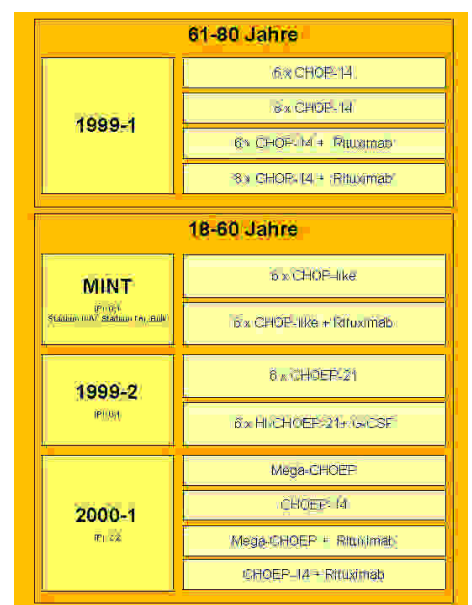 61-80 Jahre
1999-1
6 x CHOP-14
x CHOP-14
6 x CHOP-14 + Rituximab
8 x CHOP-14 + Rituximab
18-60 Jahre
MINT
6 x CHOP-like
6 x CHOP-like + Rituximab
1999-2
x CHOEP-21
6 x HI-CHOEP-21+ G-CSF
2000-1
Mega-CHOEP
CHOEP-14
Mega-CHOEP + Rituximab
CHOEP-14 + Rituximab